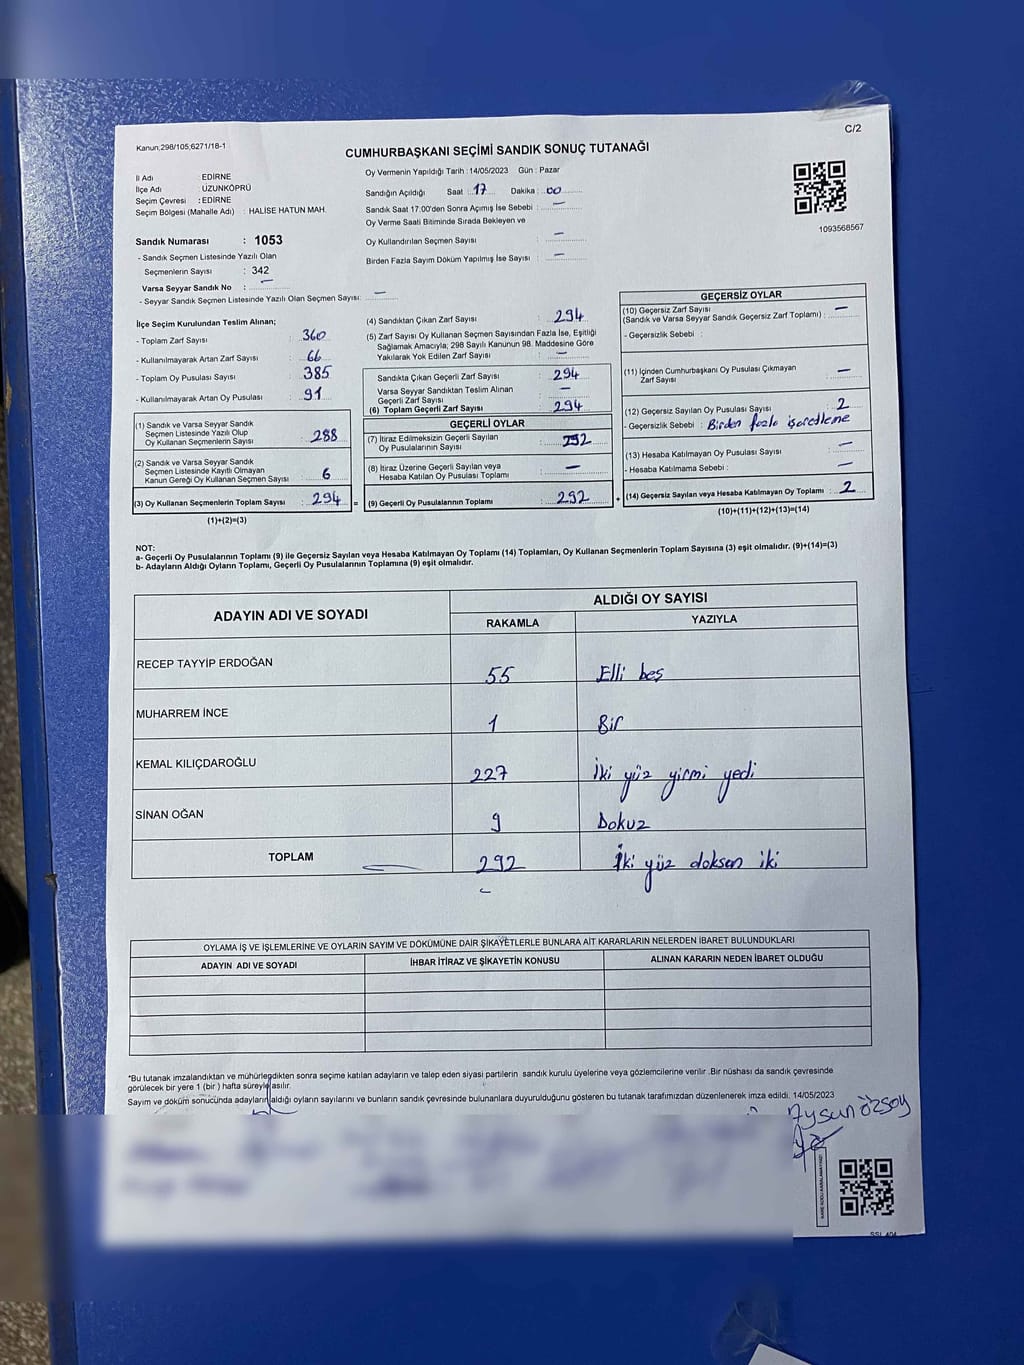 Kanun;298/105;6271/18-1
C/2
CUMHURBAŞKANI SEÇİMİ SANDIK SONUÇ TUTANAĞI
İl Adı : EDİRNE
İlçe Adı : UZUNKÖPRÜ
Seçim Çevresi : EDİRNE
Seçim Bölgesi (Mahalle Adı) : HALİSE HATUN MAH.
Oy Vermenin Yapıldığı Tarih : 14/05/2023 Gün : Pazar
Sandığın Açıldığı Saat : 17 Dakika : 00
Sandık Saat 17:00'den Sonra Açımış İse Sebebi : —
Oy Verme Saati Bitiminde Sırada Bekleyen ve
Oy Kullandırılan Seçmen Sayısı : —
Birden Fazla Sayım Döküm Yapılmış İse Sayısı : —
1093568567
Sandık Numarası : 1053
- Sandık Seçmen Listesinde Yazılı Olan
Seçmenlerin Sayısı : 342
Varsa Seyyar Sandık No : —
- Seyyar Sandık Seçmen Listesinde Yazılı Olan Seçmen Sayısı: —
İlçe Seçim Kurulundan Teslim Alınan;
- Toplam Zarf Sayısı : 360
- Kullanılmayarak Artan Zarf Sayısı : 66
- Toplam Oy Pusulası Sayısı : 385
- Kullanılmayarak Artan Oy Pusulası : 91
(1) Sandık ve Varsa Seyyar Sandık
Seçmen Listesinde Yazılı Olup
Oy Kullanan Seçmenlerin Sayısı : 288
(2) Sandık ve Varsa Seyyar Sandık
Seçmen Listesinde Kayıtlı Olmayan
Kanun Gereği Oy Kullanan Seçmen Sayısı : 6
(3) Oy Kullanan Seçmenlerin Toplam Sayısı : 294 =
(1)+(2)=(3)
(4) Sandıktan Çıkan Zarf Sayısı : 294
(5) Zarf Sayısı Oy Kullanan Seçmen Sayısından Fazla İse, Eşitliği
Sağlamak Amacıyla; 298 Sayılı Kanunun 98. Maddesine Göre
Yakılarak Yok Edilen Zarf Sayısı : —
Sandıkta Çıkan Geçerli Zarf Sayısı : 294
Varsa Seyyar Sandıktan Teslim Alınan
Geçerli Zarf Sayısı : —
(6) Toplam Geçerli Zarf Sayısı : 294
GEÇERLİ OYLAR
(7) İtiraz Edilmeksizin Geçerli Sayılan
Oy Pusulalarının Sayısı : 292
(8) İtiraz Üzerine Geçerli Sayılan veya
Hesaba Katılan Oy Pusulaları Toplamı : —
(9) Geçerli Oy Pusulalarının Toplamı : 292 +
GEÇERSİZ OYLAR
(10) Geçersiz Zarf Sayısı
(Sandık ve Varsa Seyyar Sandık Geçersiz Zarf Toplamı) : —
- Geçersizlik Sebebi :
(11) İçinden Cumhurbaşkanı Oy Pusulası Çıkmayan
Zarf Sayısı : —
(12) Geçersiz Sayılan Oy Pusulası Sayısı : 2
- Geçersizlik Sebebi : Birden fazla işaretleme
(13) Hesaba Katılmayan Oy Pusulası Sayısı : —
- Hesaba Katılmama Sebebi : —
(14) Geçersiz Sayılan veya Hesaba Katılmayan Oy Toplamı : 2
(10)+(11)+(12)+(13)=(14)
NOT:
a- Geçerli Oy Pusulalarının Toplamı (9) ile Geçersiz Sayılan veya Hesaba Katılmayan Oy Toplamı (14) Toplamları, Oy Kullanan Seçmenlerin Toplam Sayısına (3) eşit olmalıdır. (9)+(14)=(3)
b- Adayların Aldığı Oyların Toplamı, Geçerli Oy Pusulalarının Toplamına (9) eşit olmalıdır.
ADAYIN ADI VE SOYADI
ALDIĞI OY SAYISI
RAKAMLA YAZIYLA
RECEP TAYYİP ERDOĞAN 55 Elli beş
MUHARREM İNCE 1 Bir
KEMAL KILIÇDAROĞLU 227 İki yüz yirmi yedi
SİNAN OĞAN 9 Dokuz
TOPLAM 292 İki yüz doksan iki
OYLAMA İŞ VE İŞLEMLERİNE VE OYLARIN SAYIM VE DÖKÜMÜNE DAİR ŞİKAYETLERLE BUNLARA AİT KARARLARIN NELERDEN İBARET BULUNDUKLARI
ADAYIN ADI VE SOYADI İHBAR İTİRAZ VE ŞİKAYETİN KONUSU ALINAN KARARIN NEDEN İBARET OLDUĞU
*Bu tutanak imzalandıktan ve mühürlendikten sonra seçime katılan adayların ve talep eden siyasi partilerin sandık kurulu üyelerine veya gözlemcilerine verilir. Bir nüshası da sandık çevresinde
görülecek bir yere 1 (bir) hafta süreyle asılır.
Sayım ve döküm sonucunda adayların aldığı oyların sayılarını ve bunların sandık çevresinde bulunanlara duyurulduğunu gösteren bu tutanak tarafımızdan düzenlenerek imza edildi. 14/05/2023
Aysun Özsoy